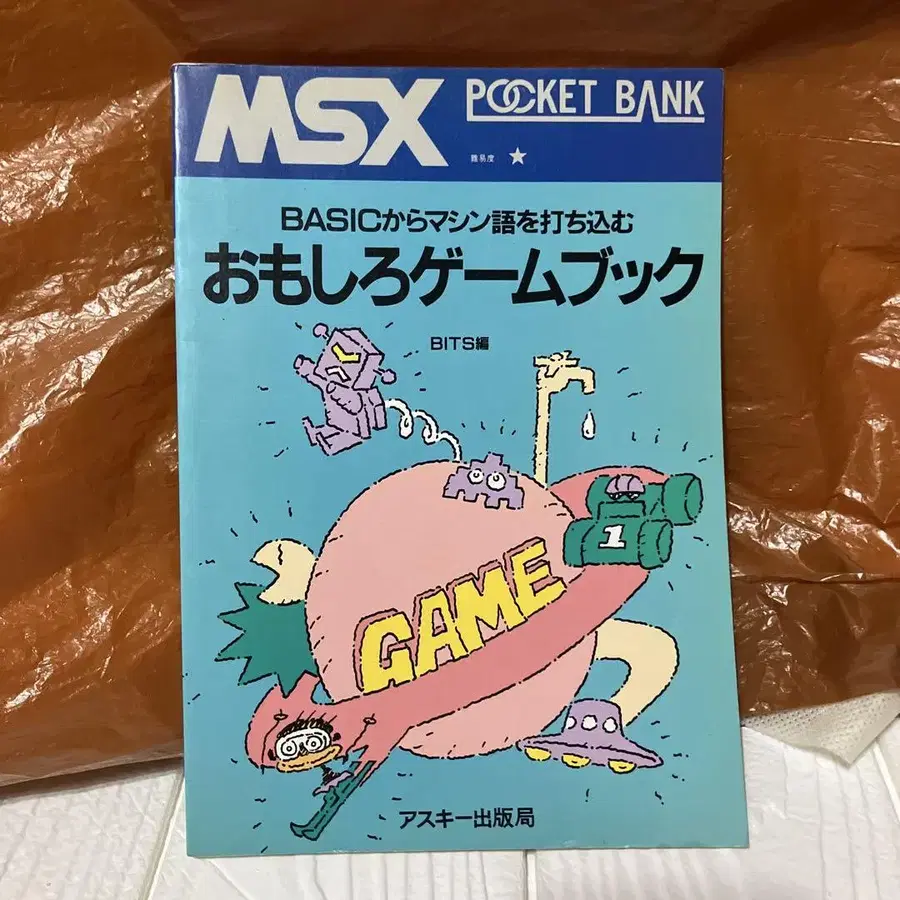 MSX POCKET BANK
難易度 ★
BASICからマシン語を打ち込む
おもしろゲームブック
BITS編
GAME
1
アスキー出版局